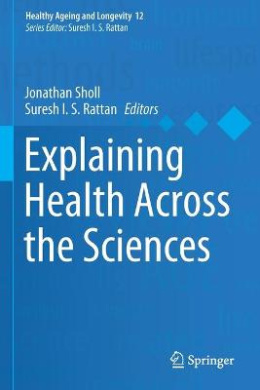 Healthy Ageing and Longevity 12
Series Editor: Suresh I. S. Rattan
Jonathan Sholl
Suresh I. S. Rattan Editors
Explaining
Health Across
the Sciences
Springer